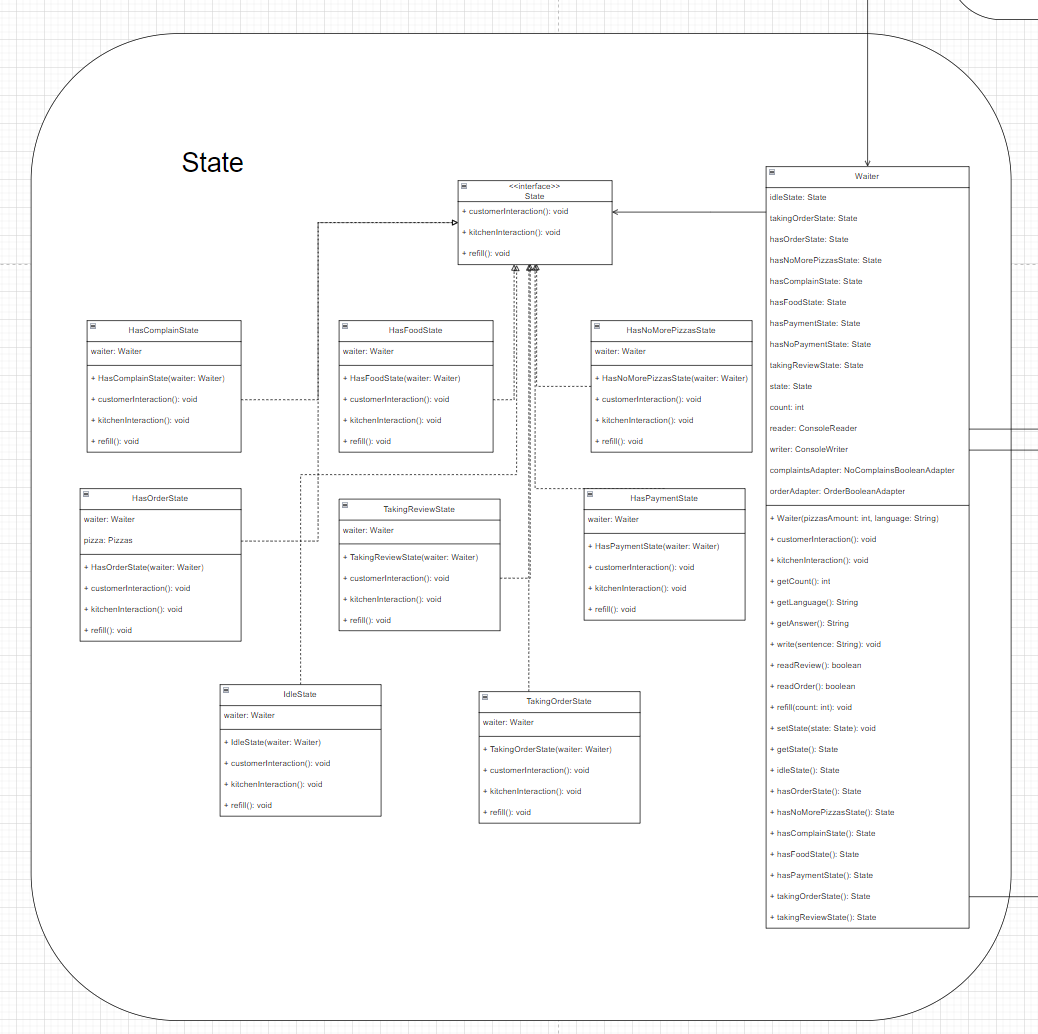 State
<<interface>>
State
+ customerInteraction(): void
+ kitchenInteraction(): void
+ refill(): void
HasComplainState
waiter: Waiter
+ HasComplainState(waiter: Waiter)
+ customerInteraction(): void
+ kitchenInteraction(): void
+ refill(): void
HasFoodState
waiter: Waiter
+ HasFoodState(waiter: Waiter)
+ customerInteraction(): void
+ kitchenInteraction(): void
+ refill(): void
HasNoMorePizzasState
waiter: Waiter
+ HasNoMorePizzasState(waiter: Waiter)
+ customerInteraction(): void
+ kitchenInteraction(): void
+ refill(): void
HasOrderState
waiter: Waiter
pizza: Pizzas
+ HasOrderState(waiter: Waiter)
+ customerInteraction(): void
+ kitchenInteraction(): void
+ refill(): void
TakingReviewState
waiter: Waiter
+ TakingReviewState(waiter: Waiter)
+ customerInteraction(): void
+ kitchenInteraction(): void
+ refill(): void
HasPaymentState
waiter: Waiter
+ HasPaymentState(waiter: Waiter)
+ customerInteraction(): void
+ kitchenInteraction(): void
+ refill(): void
IdleState
waiter: Waiter
+ IdleState(waiter: Waiter)
+ customerInteraction(): void
+ kitchenInteraction(): void
+ refill(): void
TakingOrderState
waiter: Waiter
+ TakingOrderState(waiter: Waiter)
+ customerInteraction(): void
+ kitchenInteraction(): void
+ refill(): void
Waiter
idleState: State
takingOrderState: State
hasOrderState: State
hasNoMorePizzasState: State
hasComplainState: State
hasFoodState: State
hasPaymentState: State
hasNoPaymentState: State
takingReviewState: State
state: State
count: int
reader: ConsoleReader
writer: ConsoleWriter
complaintsAdapter: NoComplainsBooleanAdapter
orderAdapter: OrderBooleanAdapter
+ Waiter(pizzasAmount: int, language: String)
+ customerInteraction(): void
+ kitchenInteraction(): void
+ getCount(): int
+ getLanguage(): String
+ getAnswer(): String
+ write(sentence: String): void
+ readReview(): boolean
+ readOrder(): boolean
+ refill(count: int): void
+ setState(state: State): void
+ getState(): State
+ idleState(): State
+ hasOrderState(): State
+ hasNoMorePizzasState(): State
+ hasComplainState(): State
+ hasFoodState(): State
+ hasPaymentState(): State
+ takingOrderState(): State
+ takingReviewState(): State